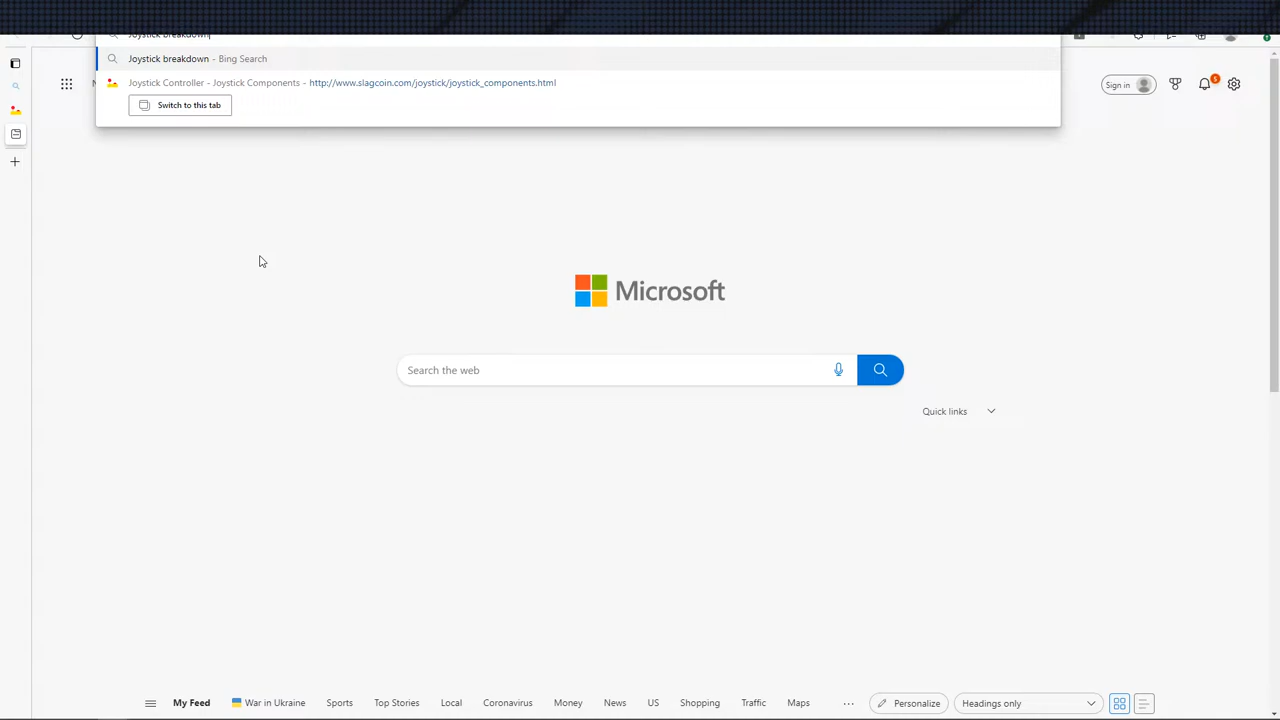 Joystick breakdown
Joystick breakdown - Bing Search
Joystick Controller - Joystick Components - http://www.slagcoin.com/joystick/joystick_components.html
Switch to this tab
Sign in
5
Microsoft
Search the web
Quick links
My Feed War in Ukraine Sports Top Stories Local Coronavirus Money News US Shopping Traffic Maps ... Personalize Headings only